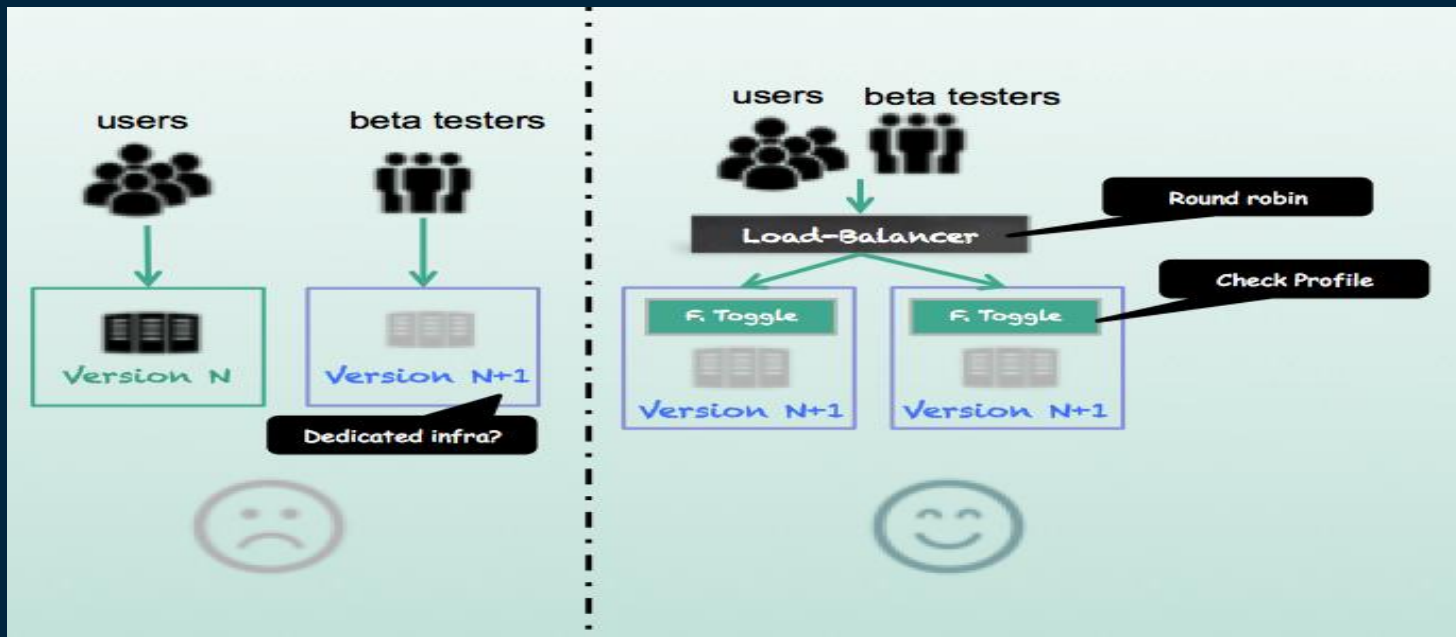 users
beta testers
Version N
Version N+1
Dedicated infra?
users
beta testers
Round robin
Load-Balancer
Check Profile
F. Toggle
F. Toggle
Version N+1
Version N+1